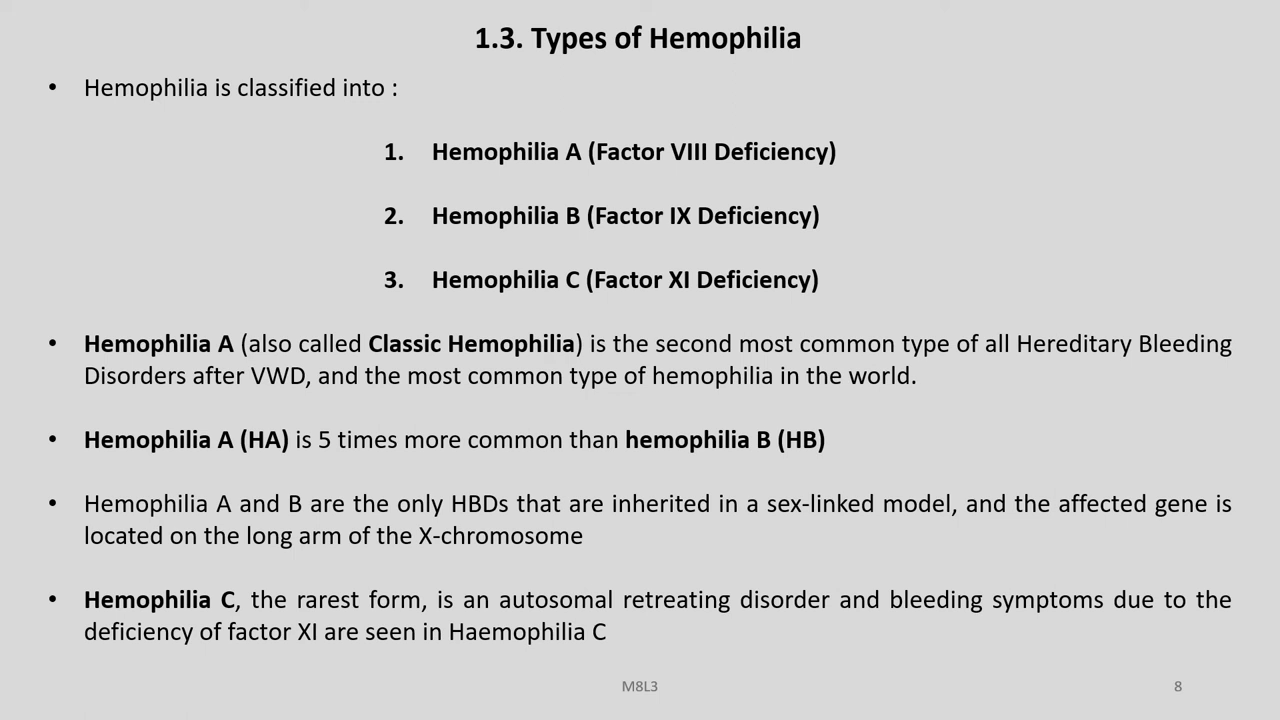 1.3. Types of Hemophilia
• Hemophilia is classified into :
1. Hemophilia A (Factor VIII Deficiency)
2. Hemophilia B (Factor IX Deficiency)
3. Hemophilia C (Factor XI Deficiency)
• Hemophilia A (also called Classic Hemophilia) is the second most common type of all Hereditary Bleeding
Disorders after VWD, and the most common type of hemophilia in the world.
• Hemophilia A (HA) is 5 times more common than hemophilia B (HB)
• Hemophilia A and B are the only HBDs that are inherited in a sex-linked model, and the affected gene is
located on the long arm of the X-chromosome
• Hemophilia C, the rarest form, is an autosomal retreating disorder and bleeding symptoms due to the
deficiency of factor XI are seen in Haemophilia C
M8L3
8